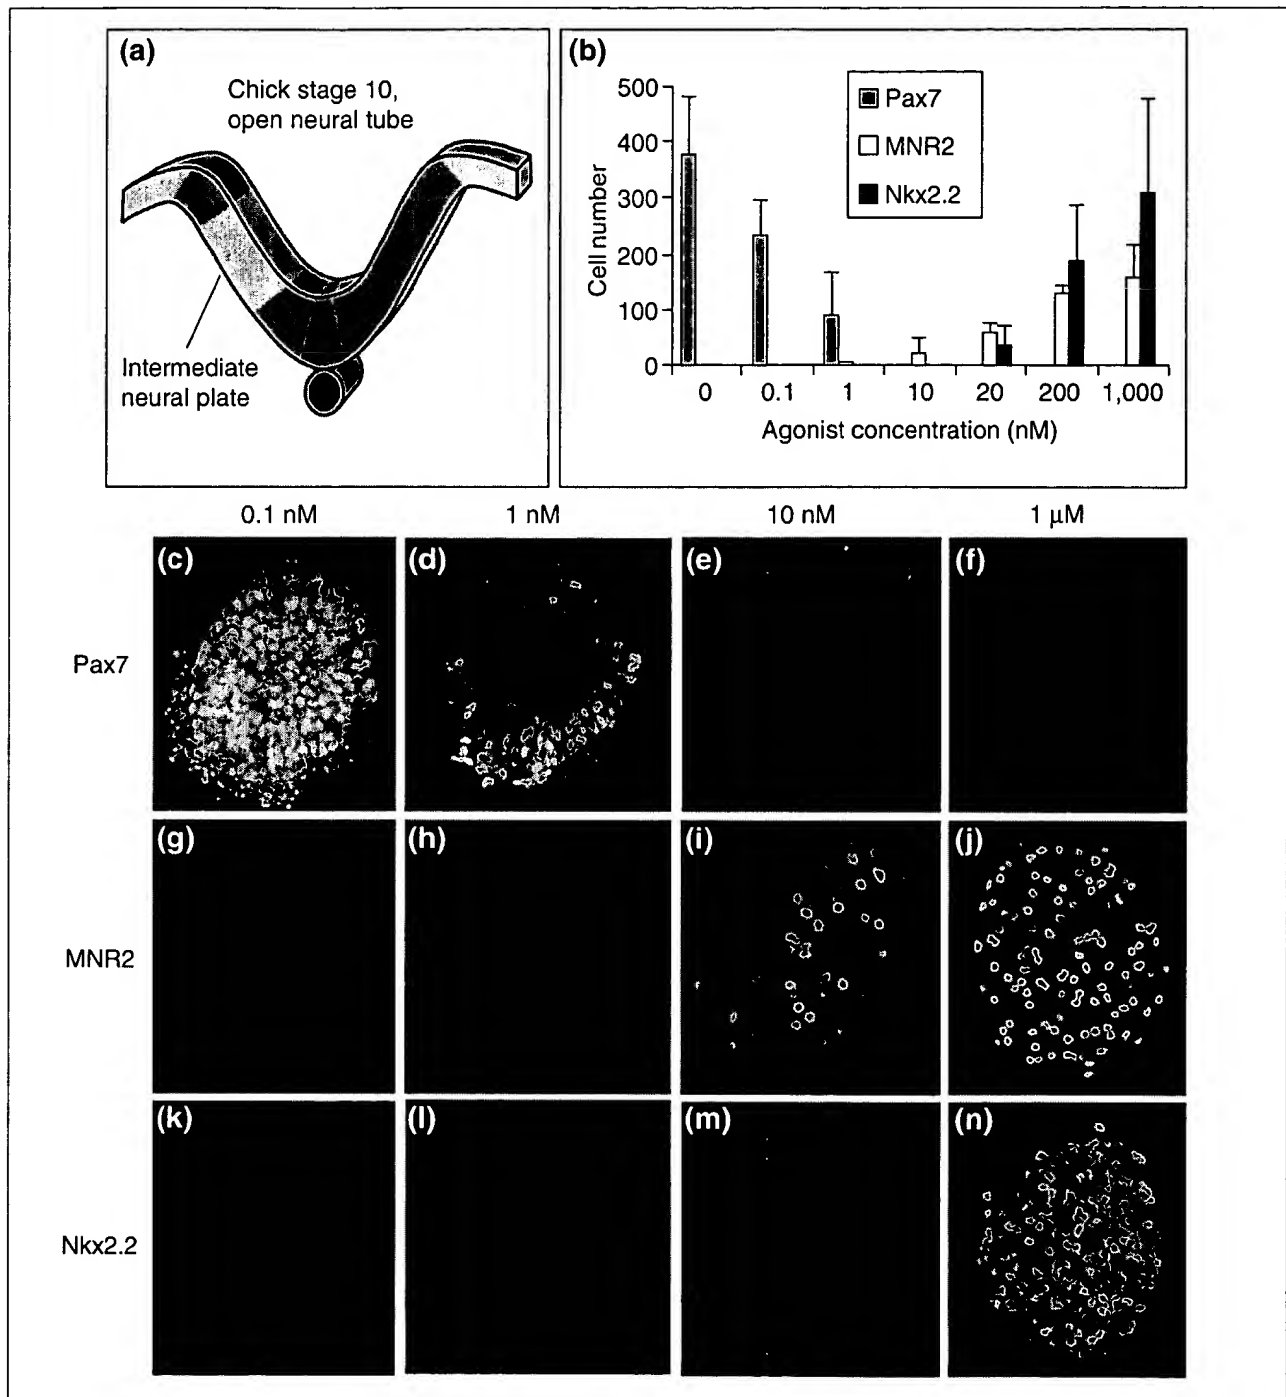 (a)
Chick stage 10,
open neural tube
Intermediate
neural plate
(b)
500
400
300
200
100
0
Cell number
Pax7
MNR2
Nkx2.2
0 0.1 1 10 20 200 1,000
Agonist concentration (nM)
0.1 nM 1 nM 10 nM 1 μM
Pax7
(c) (d) (e) (f)
MNR2
(g) (h) (i) (j)
Nkx2.2
(k) (l) (m) (n)